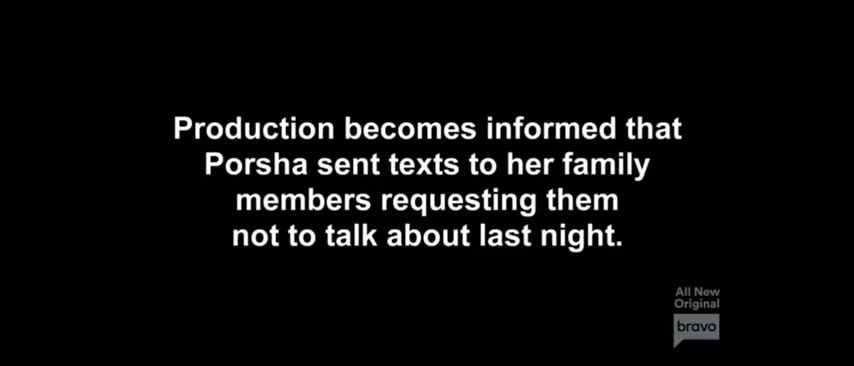 Production becomes informed that
Porsha sent texts to her family
members requesting them
not to talk about last night.
All New
Original
bravo